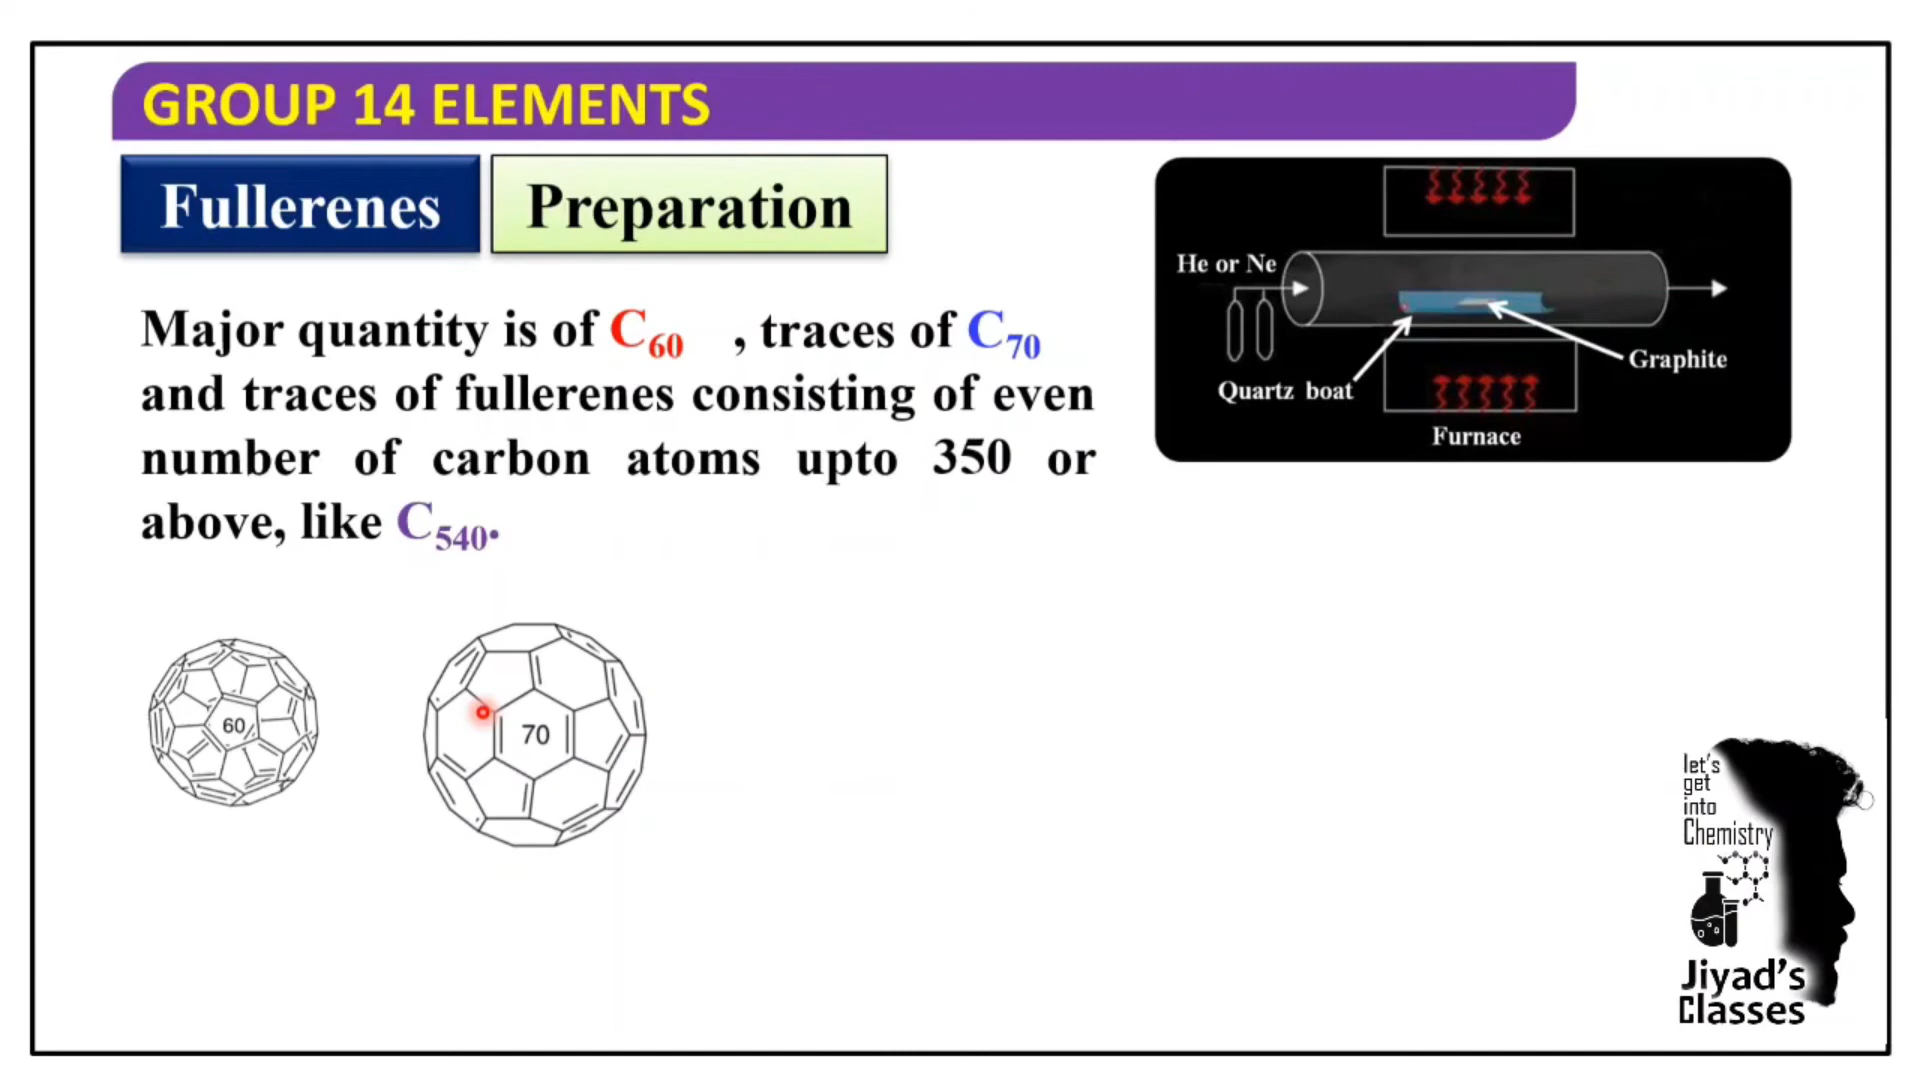 GROUP 14 ELEMENTS
Fullerenes
Preparation
Major quantity is of C60 , traces of C70
and traces of fullerenes consisting of even
number of carbon atoms upto 350 or
above, like C540.
He or Ne
Quartz boat
Graphite
Furnace
60
70
let's
get
into
Chemistry
Jiyad's
Classes